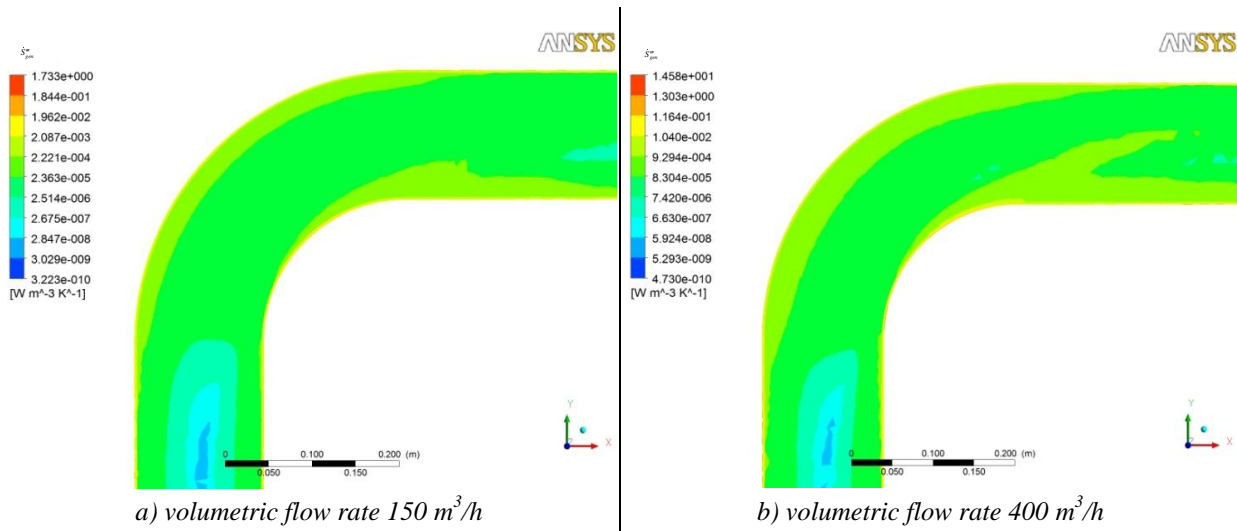 ANSYS
1.733e+000
1.844e-001
1.962e-002
2.087e-003
2.221e-004
2.363e-005
2.514e-006
2.675e-007
2.847e-008
3.029e-009
3.223e-010
[W m^-3 K^-1]
Y
Z
X
0 0.100 0.200 (m)
0.050 0.150
a) volumetric flow rate 150 m³/h
ANSYS
1.458e+001
1.303e+000
1.164e-001
1.040e-002
9.294e-004
8.304e-005
7.420e-006
6.630e-007
5.924e-008
5.293e-009
4.730e-010
[W m^-3 K^-1]
Y
Z
X
0 0.100 0.200 (m)
0.050 0.150
b) volumetric flow rate 400 m³/h